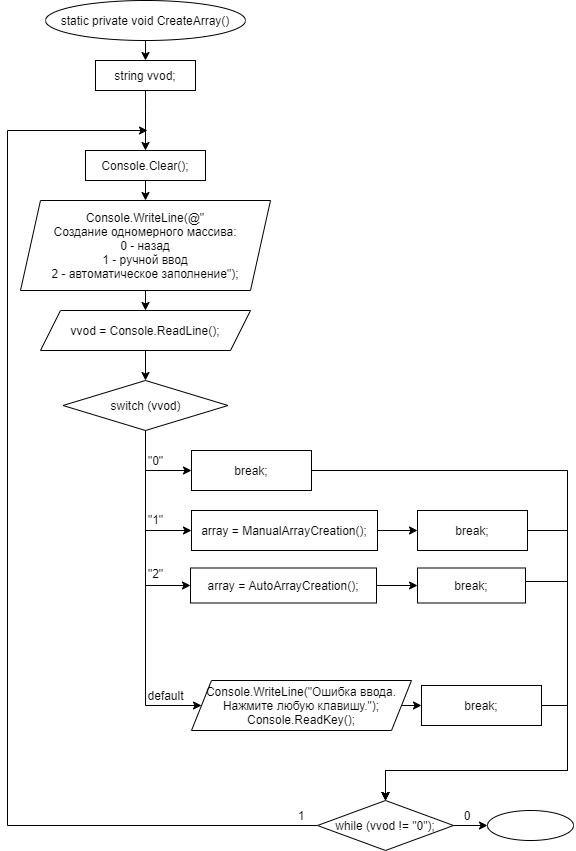 static private void CreateArray()
string vvod;
Console.Clear();
Console.WriteLine(@"
Создание одномерного массива:
0 - назад
1 - ручной ввод
2 - автоматическое заполнение");
vvod = Console.ReadLine();
switch (vvod)
"0"
break;
"1"
array = ManualArrayCreation();
break;
"2"
array = AutoArrayCreation();
break;
default
Console.WriteLine("Ошибка ввода.
Нажмите любую клавишу.");
Console.ReadKey();
break;
1
while (vvod != "0");
0